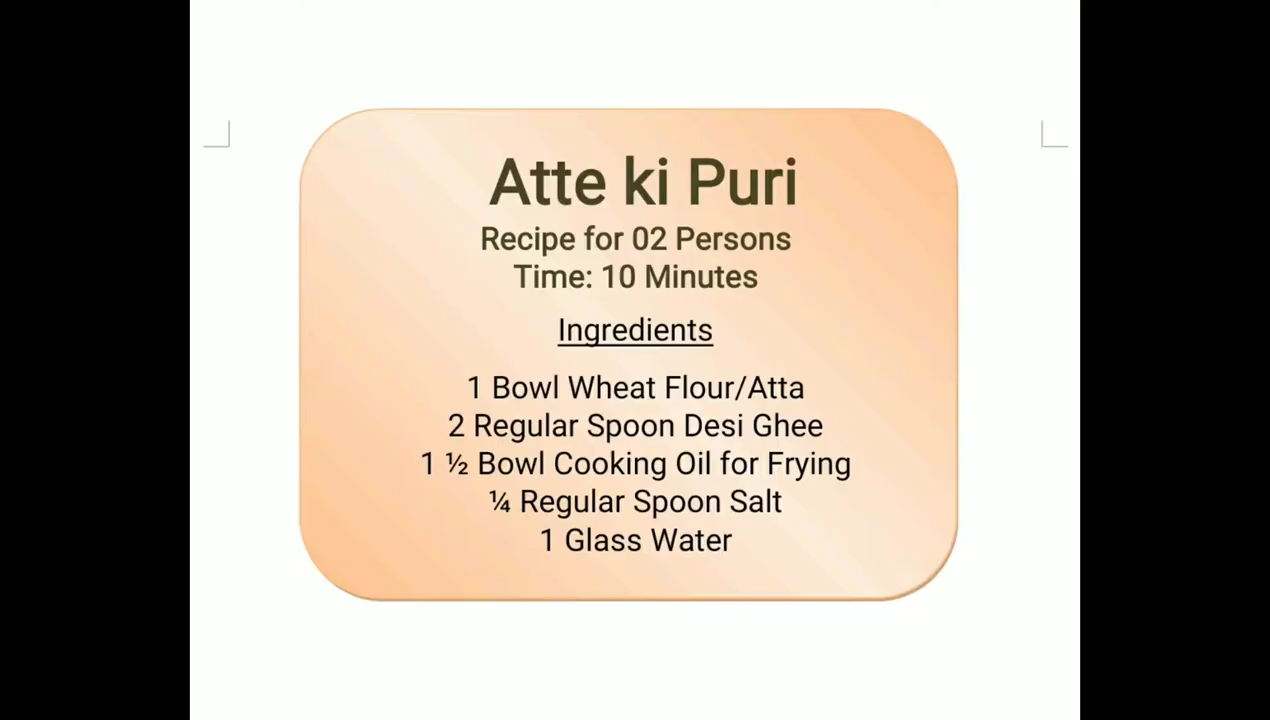 Atte ki Puri
Recipe for 02 Persons
Time: 10 Minutes
Ingredients
1 Bowl Wheat Flour/Atta
2 Regular Spoon Desi Ghee
1 ½ Bowl Cooking Oil for Frying
¼ Regular Spoon Salt
1 Glass Water